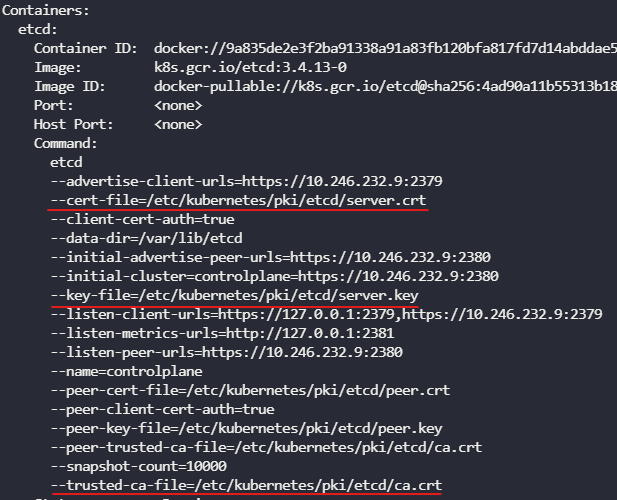 Containers:
etcd:
Container ID: docker://9a835de2e3f2ba91338a91a83fb120bfa817fd7d14abddae5
Image: k8s.gcr.io/etcd:3.4.13-0
Image ID: docker-pullable://k8s.gcr.io/etcd@sha256:4ad90a11b55313b18
Port: <none>
Host Port: <none>
Command:
etcd
--advertise-client-urls=https://10.246.232.9:2379
--cert-file=/etc/kubernetes/pki/etcd/server.crt
--client-cert-auth=true
--data-dir=/var/lib/etcd
--initial-advertise-peer-urls=https://10.246.232.9:2380
--initial-cluster=controlplane=https://10.246.232.9:2380
--key-file=/etc/kubernetes/pki/etcd/server.key
--listen-client-urls=https://127.0.0.1:2379,https://10.246.232.9:2379
--listen-metrics-urls=http://127.0.0.1:2381
--listen-peer-urls=https://10.246.232.9:2380
--name=controlplane
--peer-cert-file=/etc/kubernetes/pki/etcd/peer.crt
--peer-client-cert-auth=true
--peer-key-file=/etc/kubernetes/pki/etcd/peer.key
--peer-trusted-ca-file=/etc/kubernetes/pki/etcd/ca.crt
--snapshot-count=10000
--trusted-ca-file=/etc/kubernetes/pki/etcd/ca.crt